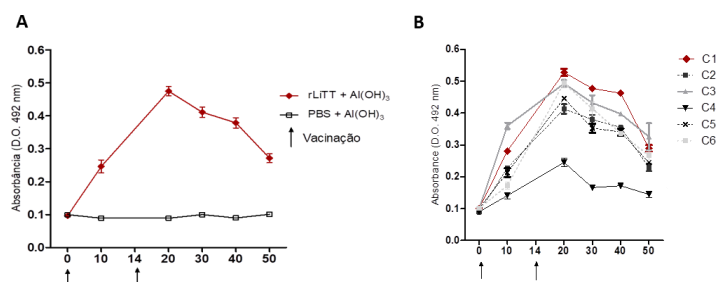 A
Absorbância (D.O. 492 nm)
0.6
0.5
0.4
0.3
0.2
0.1
0.0
0 10 14 20 30 40 50
rLiTT + Al(OH)₃
PBS + Al(OH)₃
Vacinação
B
Absorbance (D.O. 492 nm)
0.6
0.5
0.4
0.3
0.2
0.1
0.0
0 10 14 20 30 40 50
C1
C2
C3
C4
C5
C6